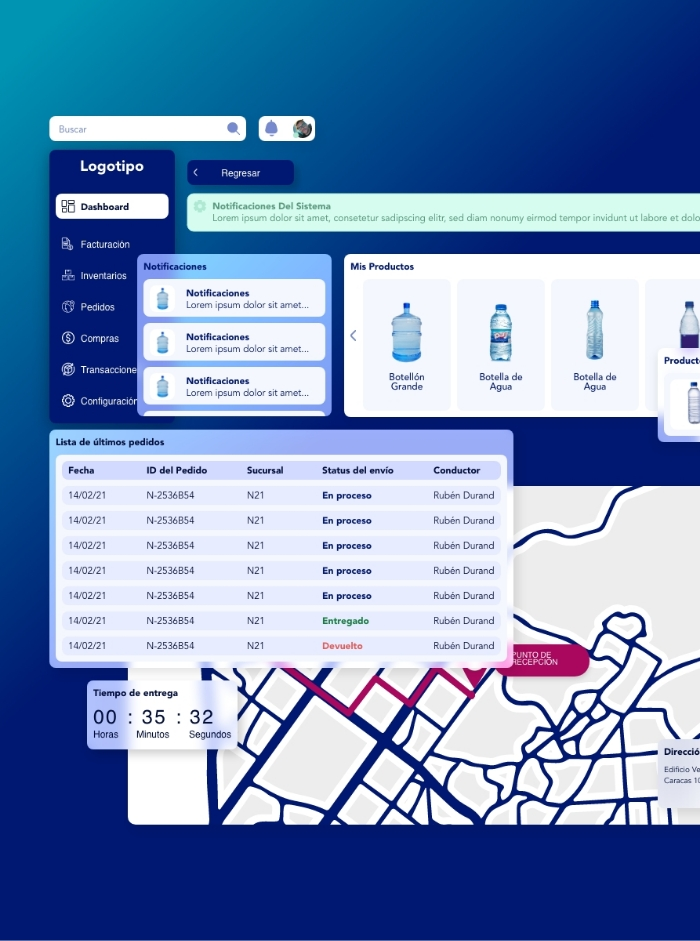 Buscar
Logotipo
Regresar
Dashboard
Notificaciones Del Sistema
Lorem ipsum dolor sit amet, consetetur sadipscing elitr, sed diam nonumy eirmod tempor invidunt ut labore et dolo
Facturación
Inventarios
Pedidos
Compras
Transaccione
Configuración
Notificaciones
Notificaciones
Lorem ipsum dolor sit amet...
Notificaciones
Lorem ipsum dolor sit amet...
Notificaciones
Lorem ipsum dolor sit amet...
Mis Productos
Botellón
Grande
Botella de
Agua
Botella de
Agua
Producto
Lista de últimos pedidos
Fecha ID del Pedido Sucursal Status del envío Conductor
14/02/21 N-2536B54 N21 En proceso Rubén Durand
14/02/21 N-2536B54 N21 En proceso Rubén Durand
14/02/21 N-2536B54 N21 En proceso Rubén Durand
14/02/21 N-2536B54 N21 En proceso Rubén Durand
14/02/21 N-2536B54 N21 En proceso Rubén Durand
14/02/21 N-2536B54 N21 Entregado Rubén Durand
14/02/21 N-2536B54 N21 Devuelto Rubén Durand
PUNTO DE
RECEPCIÓN
Tiempo de entrega
00 : 35 : 32
Horas Minutos Segundos
Direcció
Edificio Ve
Caracas 10